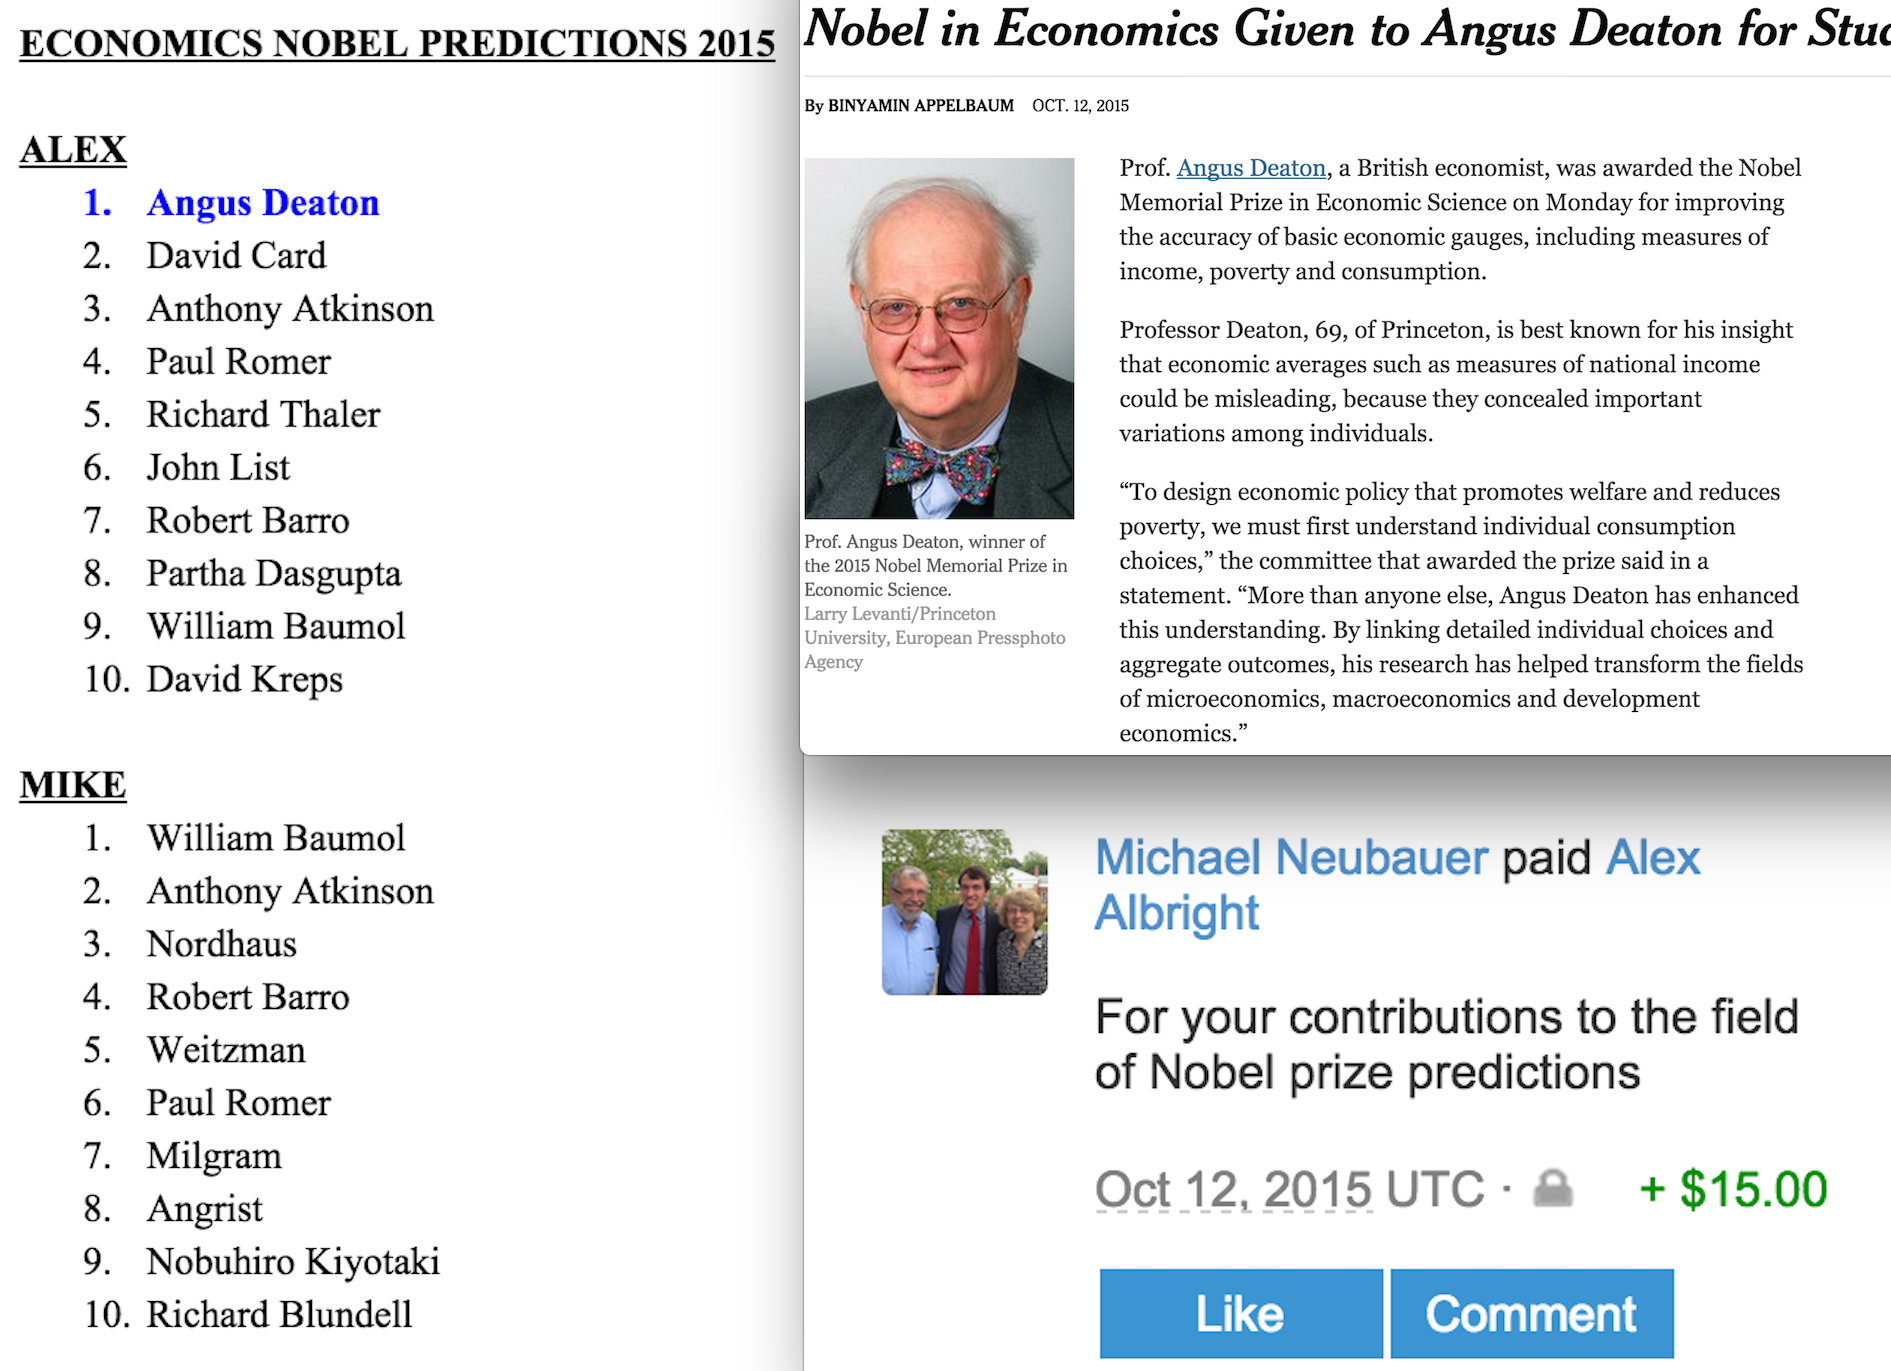 ECONOMICS NOBEL PREDICTIONS 2015
ALEX
1. Angus Deaton
2. David Card
3. Anthony Atkinson
4. Paul Romer
5. Richard Thaler
6. John List
7. Robert Barro
8. Partha Dasgupta
9. William Baumol
10. David Kreps
MIKE
1. William Baumol
2. Anthony Atkinson
3. Nordhaus
4. Robert Barro
5. Weitzman
6. Paul Romer
7. Milgram
8. Angrist
9. Nobuhiro Kiyotaki
10. Richard Blundell
Nobel in Economics Given to Angus Deaton for
By BINYAMIN APPELBAUM OCT. 12, 2015
Prof. Angus Deaton, winner of
the 2015 Nobel Memorial Prize in
Economic Science.
Larry Levanti/Princeton
University, European Pressphoto
Agency
Prof. Angus Deaton, a British economist, was awarded the Nobel
Memorial Prize in Economic Science on Monday for improving
the accuracy of basic economic gauges, including measures of
income, poverty and consumption.
Professor Deaton, 69, of Princeton, is best known for his insight
that economic averages such as measures of national income
could be misleading, because they concealed important
variations among individuals.
“To design economic policy that promotes welfare and reduces
poverty, we must first understand individual consumption
choices,” the committee that awarded the prize said in a
statement. “More than anyone else, Angus Deaton has enhanced
this understanding. By linking detailed individual choices and
aggregate outcomes, his research has helped transform the fields
of microeconomics, macroeconomics and development
economics.”
Michael Neubauer paid Alex
Albright
For your contributions to the field
of Nobel prize predictions
Oct 12, 2015 UTC · + $15.00
Like Comment